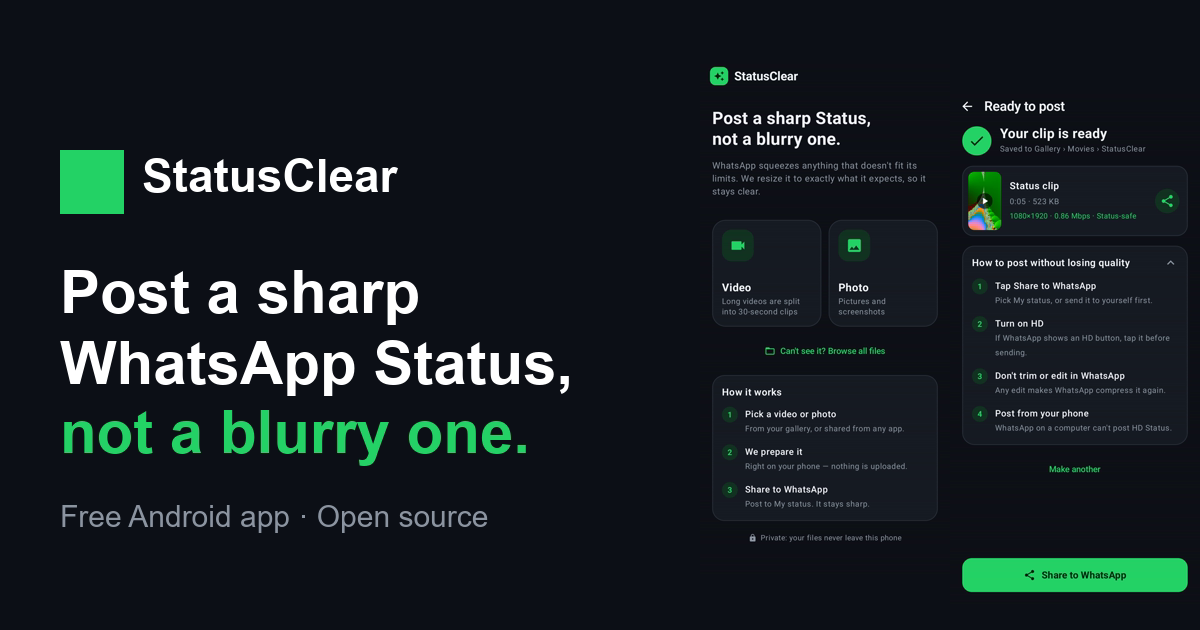 StatusClear
Post a sharp
WhatsApp Status,
not a blurry one.
Free Android app · Open source
StatusClear
Post a sharp Status,
not a blurry one.
WhatsApp squeezes anything that doesn't fit its
limits. We resize it to exactly what it expects, so it
stays clear.
Video
Long videos are split
into 30-second clips
Photo
Pictures and
screenshots
Can't see it? Browse all files
How it works
1 Pick a video or photo
From your gallery, or shared from any app.
2 We prepare it
Right on your phone — nothing is uploaded.
3 Share to WhatsApp
Post to My status. It stays sharp.
Private: your files never leave this phone
Ready to post
Your clip is ready
Saved to Gallery › Movies › StatusClear
Status clip
0:05 · 523 KB
1080×1920 · 0.86 Mbps · Status-safe
How to post without losing quality
1 Tap Share to WhatsApp
Pick My status, or send it to yourself first.
2 Turn on HD
If WhatsApp shows an HD button, tap it before
sending.
3 Don't trim or edit in WhatsApp
Any edit makes WhatsApp compress it again.
4 Post from your phone
WhatsApp on a computer can't post HD Status.
Make another
Share to WhatsApp